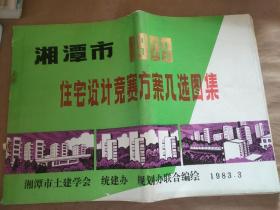 湘潭市 1983
住宅设计竞赛方案入选图集
湘潭市土建学会 统建办 规划办联合编绘 1983.3